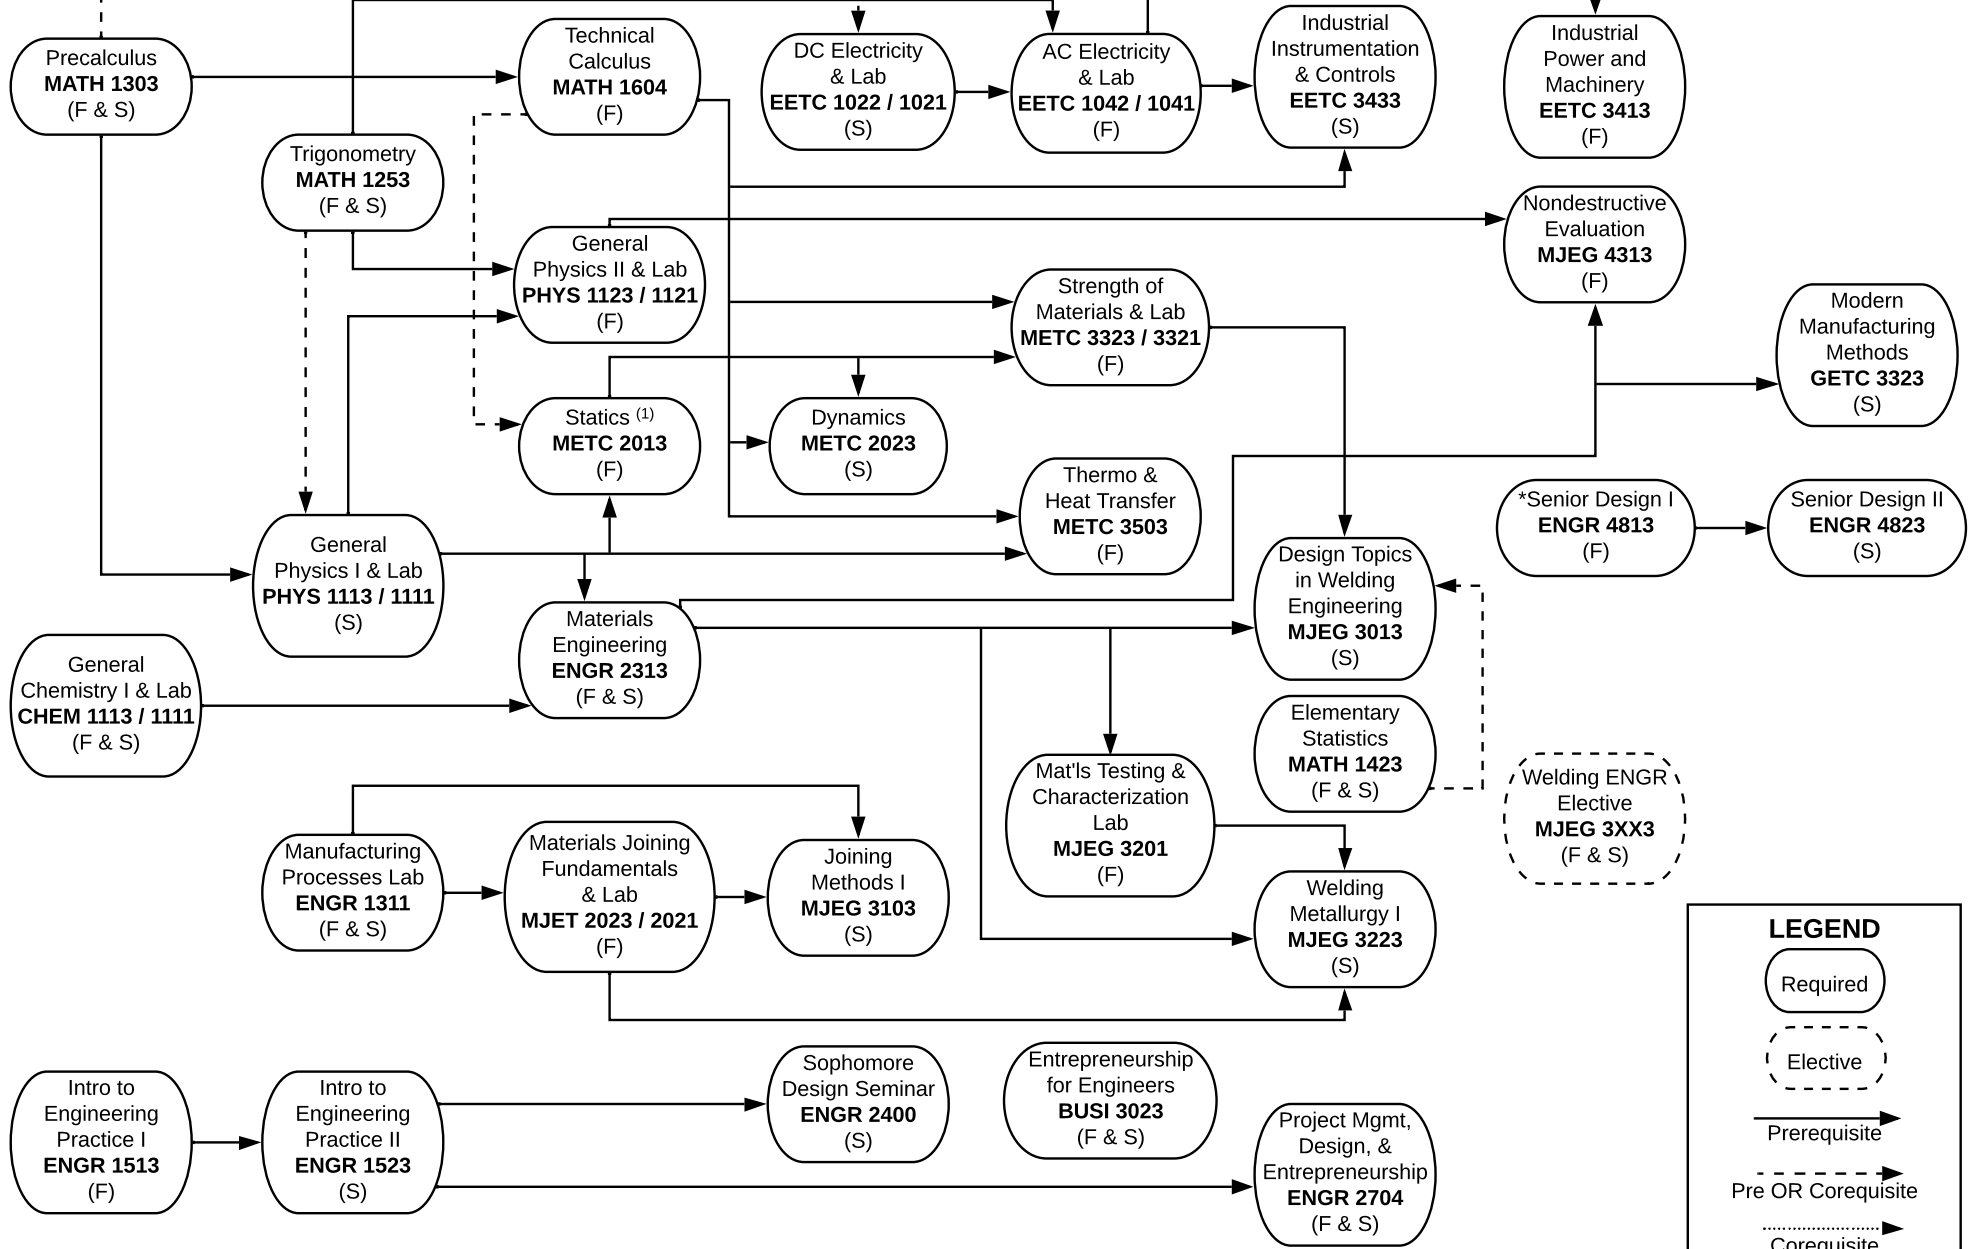 Precalculus
MATH 1303
(F & S)
Technical
Calculus
MATH 1604
(F)
DC Electricity
& Lab
EETC 1022 / 1021
(S)
AC Electricity
& Lab
EETC 1042 / 1041
(F)
Industrial
Instrumentation
& Controls
EETC 3433
(S)
Industrial
Power and
Machinery
EETC 3413
(F)
Trigonometry
MATH 1253
(F & S)
General
Physics II & Lab
PHYS 1123 / 1121
(F)
Nondestructive
Evaluation
MJEG 4313
(F)
Strength of
Materials & Lab
METC 3323 / 3321
(F)
Modern
Manufacturing
Methods
GETC 3323
(S)
Statics (1)
METC 2013
(F)
Dynamics
METC 2023
(S)
Thermo &
Heat Transfer
METC 3503
(F)
*Senior Design I
ENGR 4813
(F)
Senior Design II
ENGR 4823
(S)
General
Physics I & Lab
PHYS 1113 / 1111
(S)
Design Topics
in Welding
Engineering
MJEG 3013
(S)
Materials
Engineering
ENGR 2313
(F & S)
General
Chemistry I & Lab
CHEM 1113 / 1111
(F & S)
Elementary
Statistics
MATH 1423
(F & S)
Mat'ls Testing &
Characterization
Lab
MJEG 3201
(F)
Welding ENGR
Elective
MJEG 3XX3
(F & S)
Manufacturing
Processes Lab
ENGR 1311
(F & S)
Materials Joining
Fundamentals
& Lab
MJET 2023 / 2021
(F)
Joining
Methods I
MJEG 3103
(S)
Welding
Metallurgy I
MJEG 3223
(S)
Intro to
Engineering
Practice I
ENGR 1513
(F)
Intro to
Engineering
Practice II
ENGR 1523
(S)
Sophomore
Design Seminar
ENGR 2400
(S)
Entrepreneurship
for Engineers
BUSI 3023
(F & S)
Project Mgmt,
Design, &
Entrepreneurship
ENGR 2704
(F & S)
LEGEND
Required
Elective
Prerequisite
Pre OR Corequisite
Corequisite